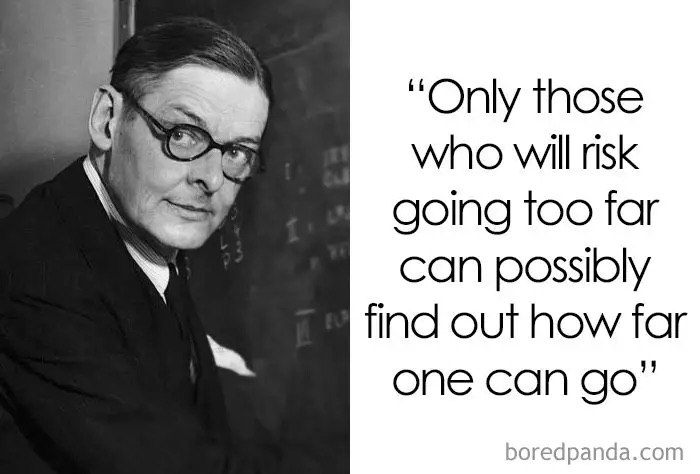 “Only those
who will risk
going too far
can possibly
find out how far
one can go”
boredpanda.com